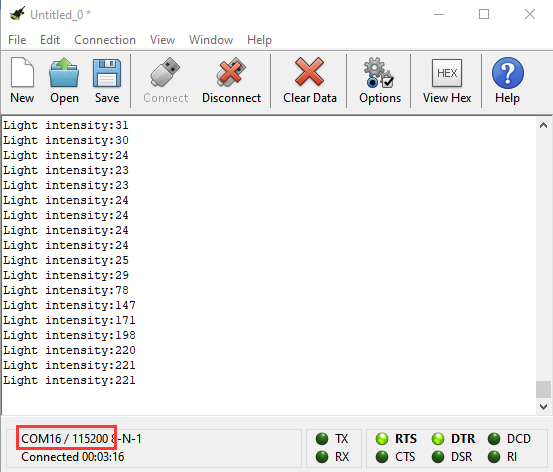 Untitled_0 *
File Edit Connection View Window Help
HEX
New Open Save Connect Disconnect Clear Data Options View Hex Help
Light intensity:31
Light intensity:30
Light intensity:24
Light intensity:23
Light intensity:23
Light intensity:24
Light intensity:24
Light intensity:24
Light intensity:24
Light intensity:25
Light intensity:29
Light intensity:78
Light intensity:147
Light intensity:171
Light intensity:198
Light intensity:220
Light intensity:221
Light intensity:221
COM16 / 115200 8-N-1 TX RTS DTR DCD
Connected 00:03:16 RX CTS DSR RI